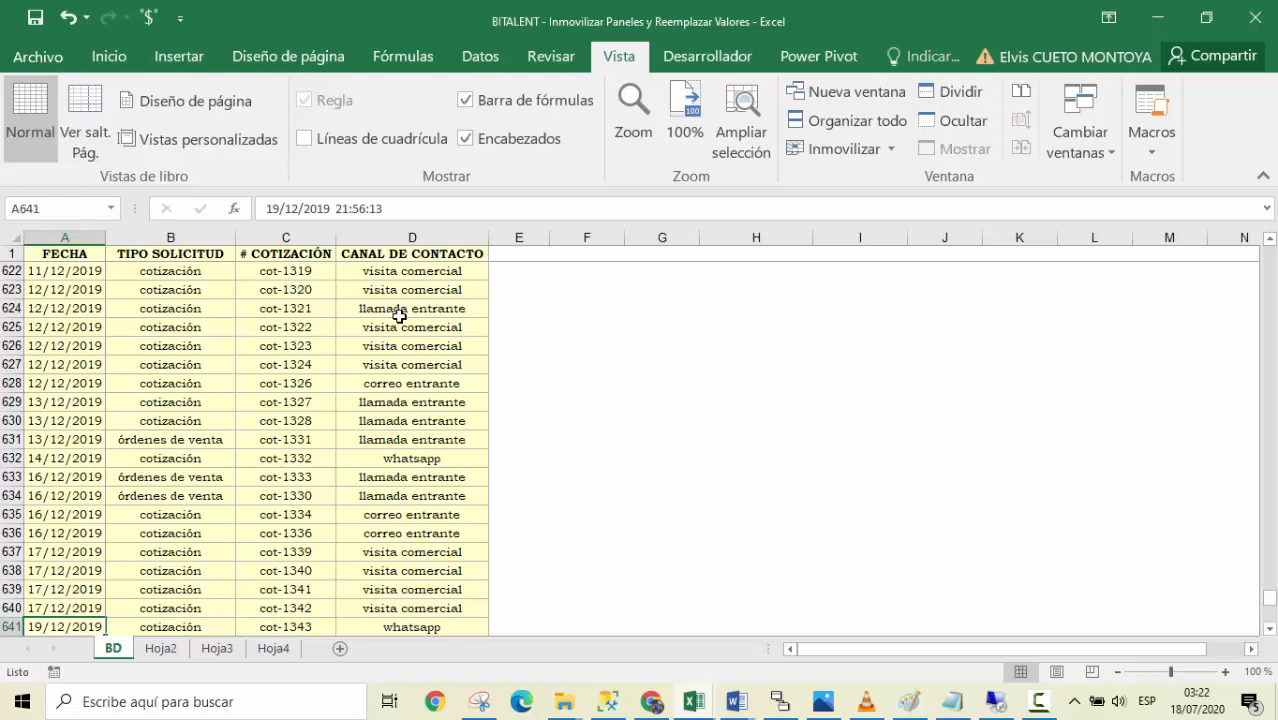 BITALENT - Inmovilizar Paneles y Reemplazar Valores - Excel
Archivo Inicio Insertar Diseño de página Fórmulas Datos Revisar Vista Desarrollador Power Pivot Indicar... Elvis CUETO MONTOYA Compartir
Normal
Ver salt. Pág.
Diseño de página
Vistas personalizadas
Vistas de libro
Regla
Barra de fórmulas
Líneas de cuadrícula
Encabezados
Mostrar
Zoom
100%
Ampliar selección
Zoom
Nueva ventana
Organizar todo
Inmovilizar
Dividir
Ocultar
Mostrar
Cambiar ventanas
Ventana
Macros
Macros
A641 fx 19/12/2019 21:56:13
A B C D E F G H I J K L M N
1 FECHA TIPO SOLICITUD # COTIZACIÓN CANAL DE CONTACTO
622 11/12/2019 cotización cot-1319 visita comercial
623 12/12/2019 cotización cot-1320 visita comercial
624 12/12/2019 cotización cot-1321 llamada entrante
625 12/12/2019 cotización cot-1322 visita comercial
626 12/12/2019 cotización cot-1323 visita comercial
627 12/12/2019 cotización cot-1324 visita comercial
628 12/12/2019 cotización cot-1326 correo entrante
629 13/12/2019 cotización cot-1327 llamada entrante
630 13/12/2019 cotización cot-1328 llamada entrante
631 13/12/2019 órdenes de venta cot-1331 llamada entrante
632 14/12/2019 cotización cot-1332 whatsapp
633 16/12/2019 órdenes de venta cot-1333 llamada entrante
634 16/12/2019 órdenes de venta cot-1330 llamada entrante
635 16/12/2019 cotización cot-1334 correo entrante
636 16/12/2019 cotización cot-1336 correo entrante
637 17/12/2019 cotización cot-1339 visita comercial
638 17/12/2019 cotización cot-1340 visita comercial
639 17/12/2019 cotización cot-1341 visita comercial
640 17/12/2019 cotización cot-1342 visita comercial
641 19/12/2019 cotización cot-1343 whatsapp
BD Hoja2 Hoja3 Hoja4
Listo 100 %
Escribe aquí para buscar
ESP
03:22
18/07/2020
5